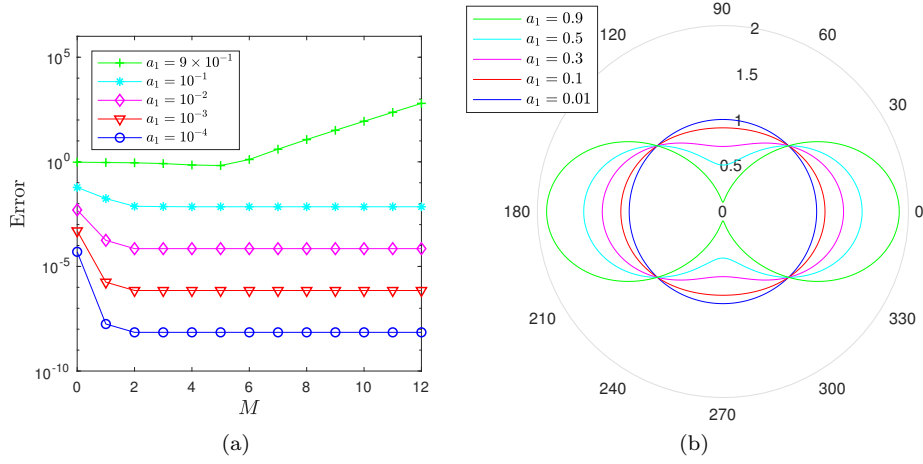 10^5
10^0
10^{-5}
10^{-10}
Error
a_1 = 9 × 10^{-1}
a_1 = 10^{-1}
a_1 = 10^{-2}
a_1 = 10^{-3}
a_1 = 10^{-4}
0 2 4 6 8 10 12
M
(a)
a_1 = 0.9
a_1 = 0.5
a_1 = 0.3
a_1 = 0.1
a_1 = 0.01
90
120 60
30
180 0
210 330
240 300
270
2
1.5
1
0.5
0
(b)